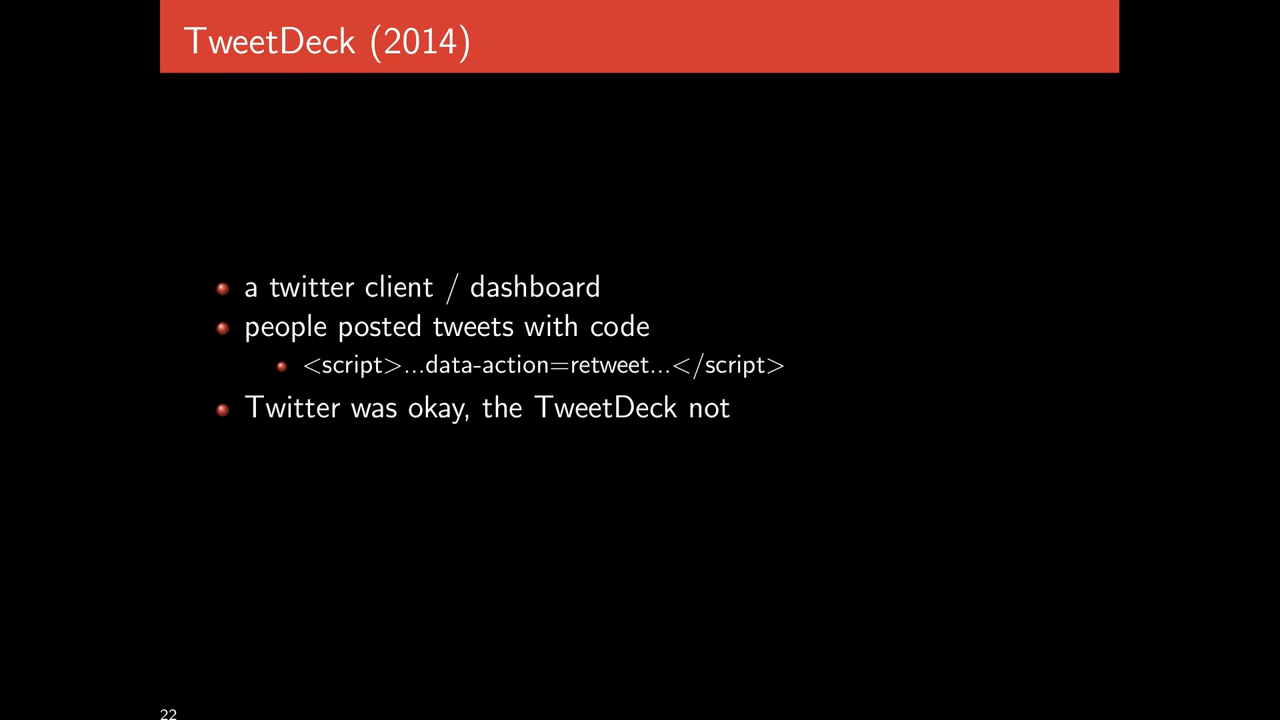 TweetDeck (2014)
a twitter client / dashboard
people posted tweets with code
<script>...data-action=retweet...</script>
Twitter was okay, the TweetDeck not
22